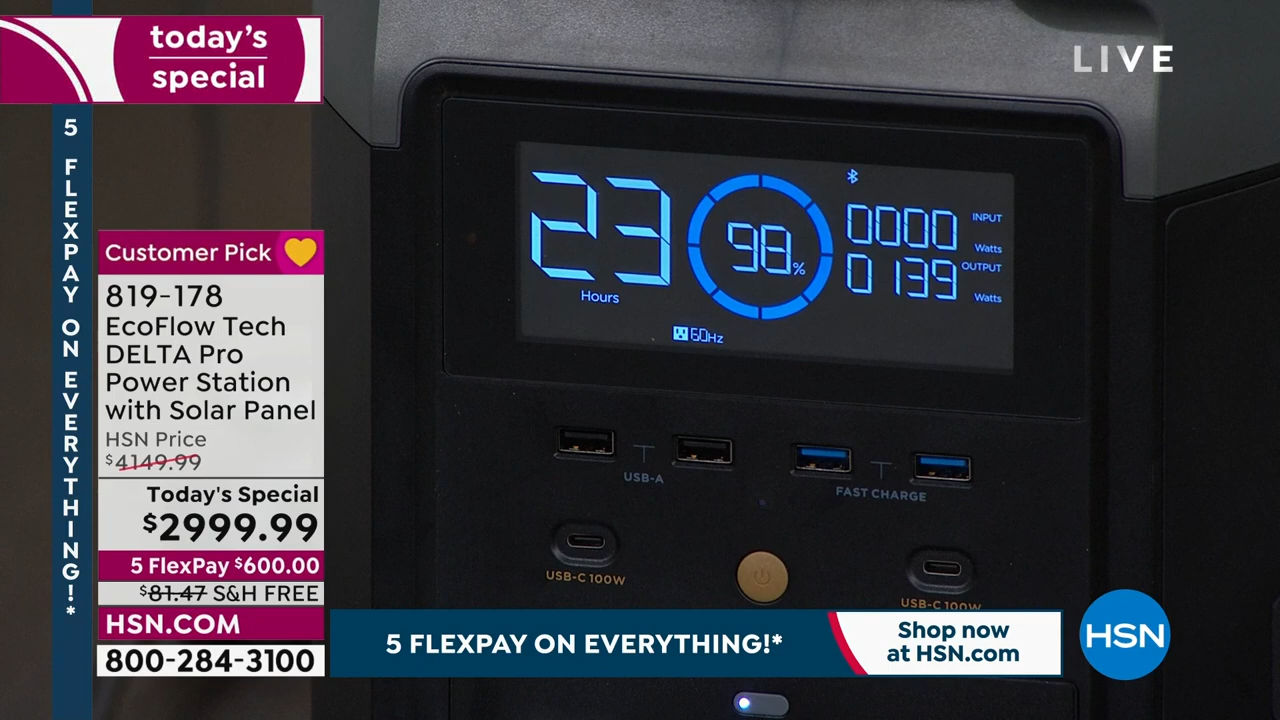 today's
special
LIVE
5 FLEXPAY ON EVERYTHING!*
Customer Pick
819-178
EcoFlow Tech
DELTA Pro
Power Station
with Solar Panel
HSN Price
$4149.99
Today's Special
$2999.99
5 FlexPay $600.00
$81.47 S&H FREE
HSN.COM
800-284-3100
23
Hours
98%
0000 INPUT
Watts
0139 OUTPUT
Watts
60Hz
USB-A
FAST CHARGE
USB-C 100W
USB-C 100W
5 FLEXPAY ON EVERYTHING!*
Shop now
at HSN.com
HSN